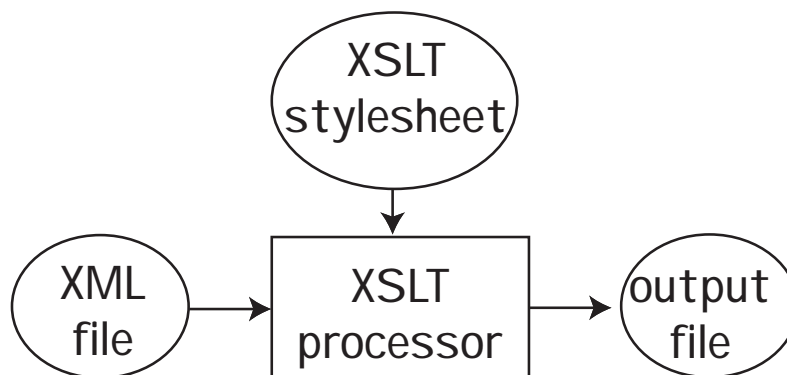 XSLT
stylesheet
XML
file
XSLT
processor
output
file